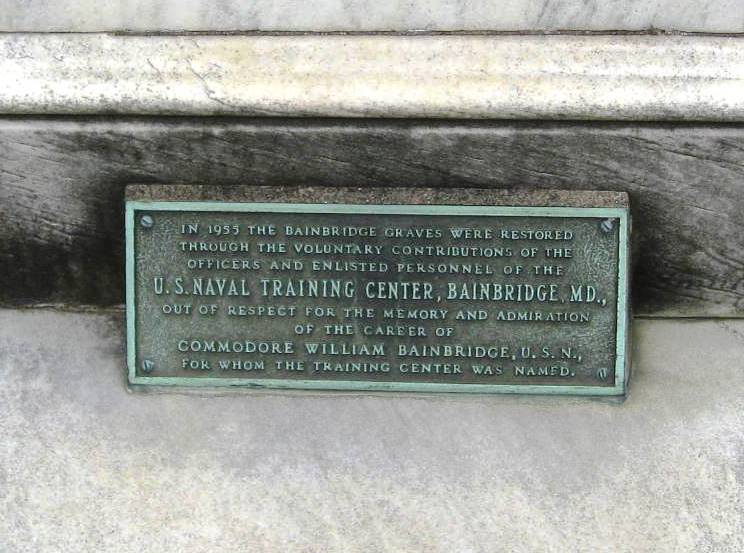 IN 1955 THE BAINBRIDGE GRAVES WERE RESTORED
THROUGH THE VOLUNTARY CONTRIBUTIONS OF THE
OFFICERS AND ENLISTED PERSONNEL OF THE
U.S. NAVAL TRAINING CENTER, BAINBRIDGE, MD.,
OUT OF RESPECT FOR THE MEMORY AND ADMIRATION
OF THE CAREER OF
COMMODORE WILLIAM BAINBRIDGE, U. S. N.,
FOR WHOM THE TRAINING CENTER WAS NAMED.